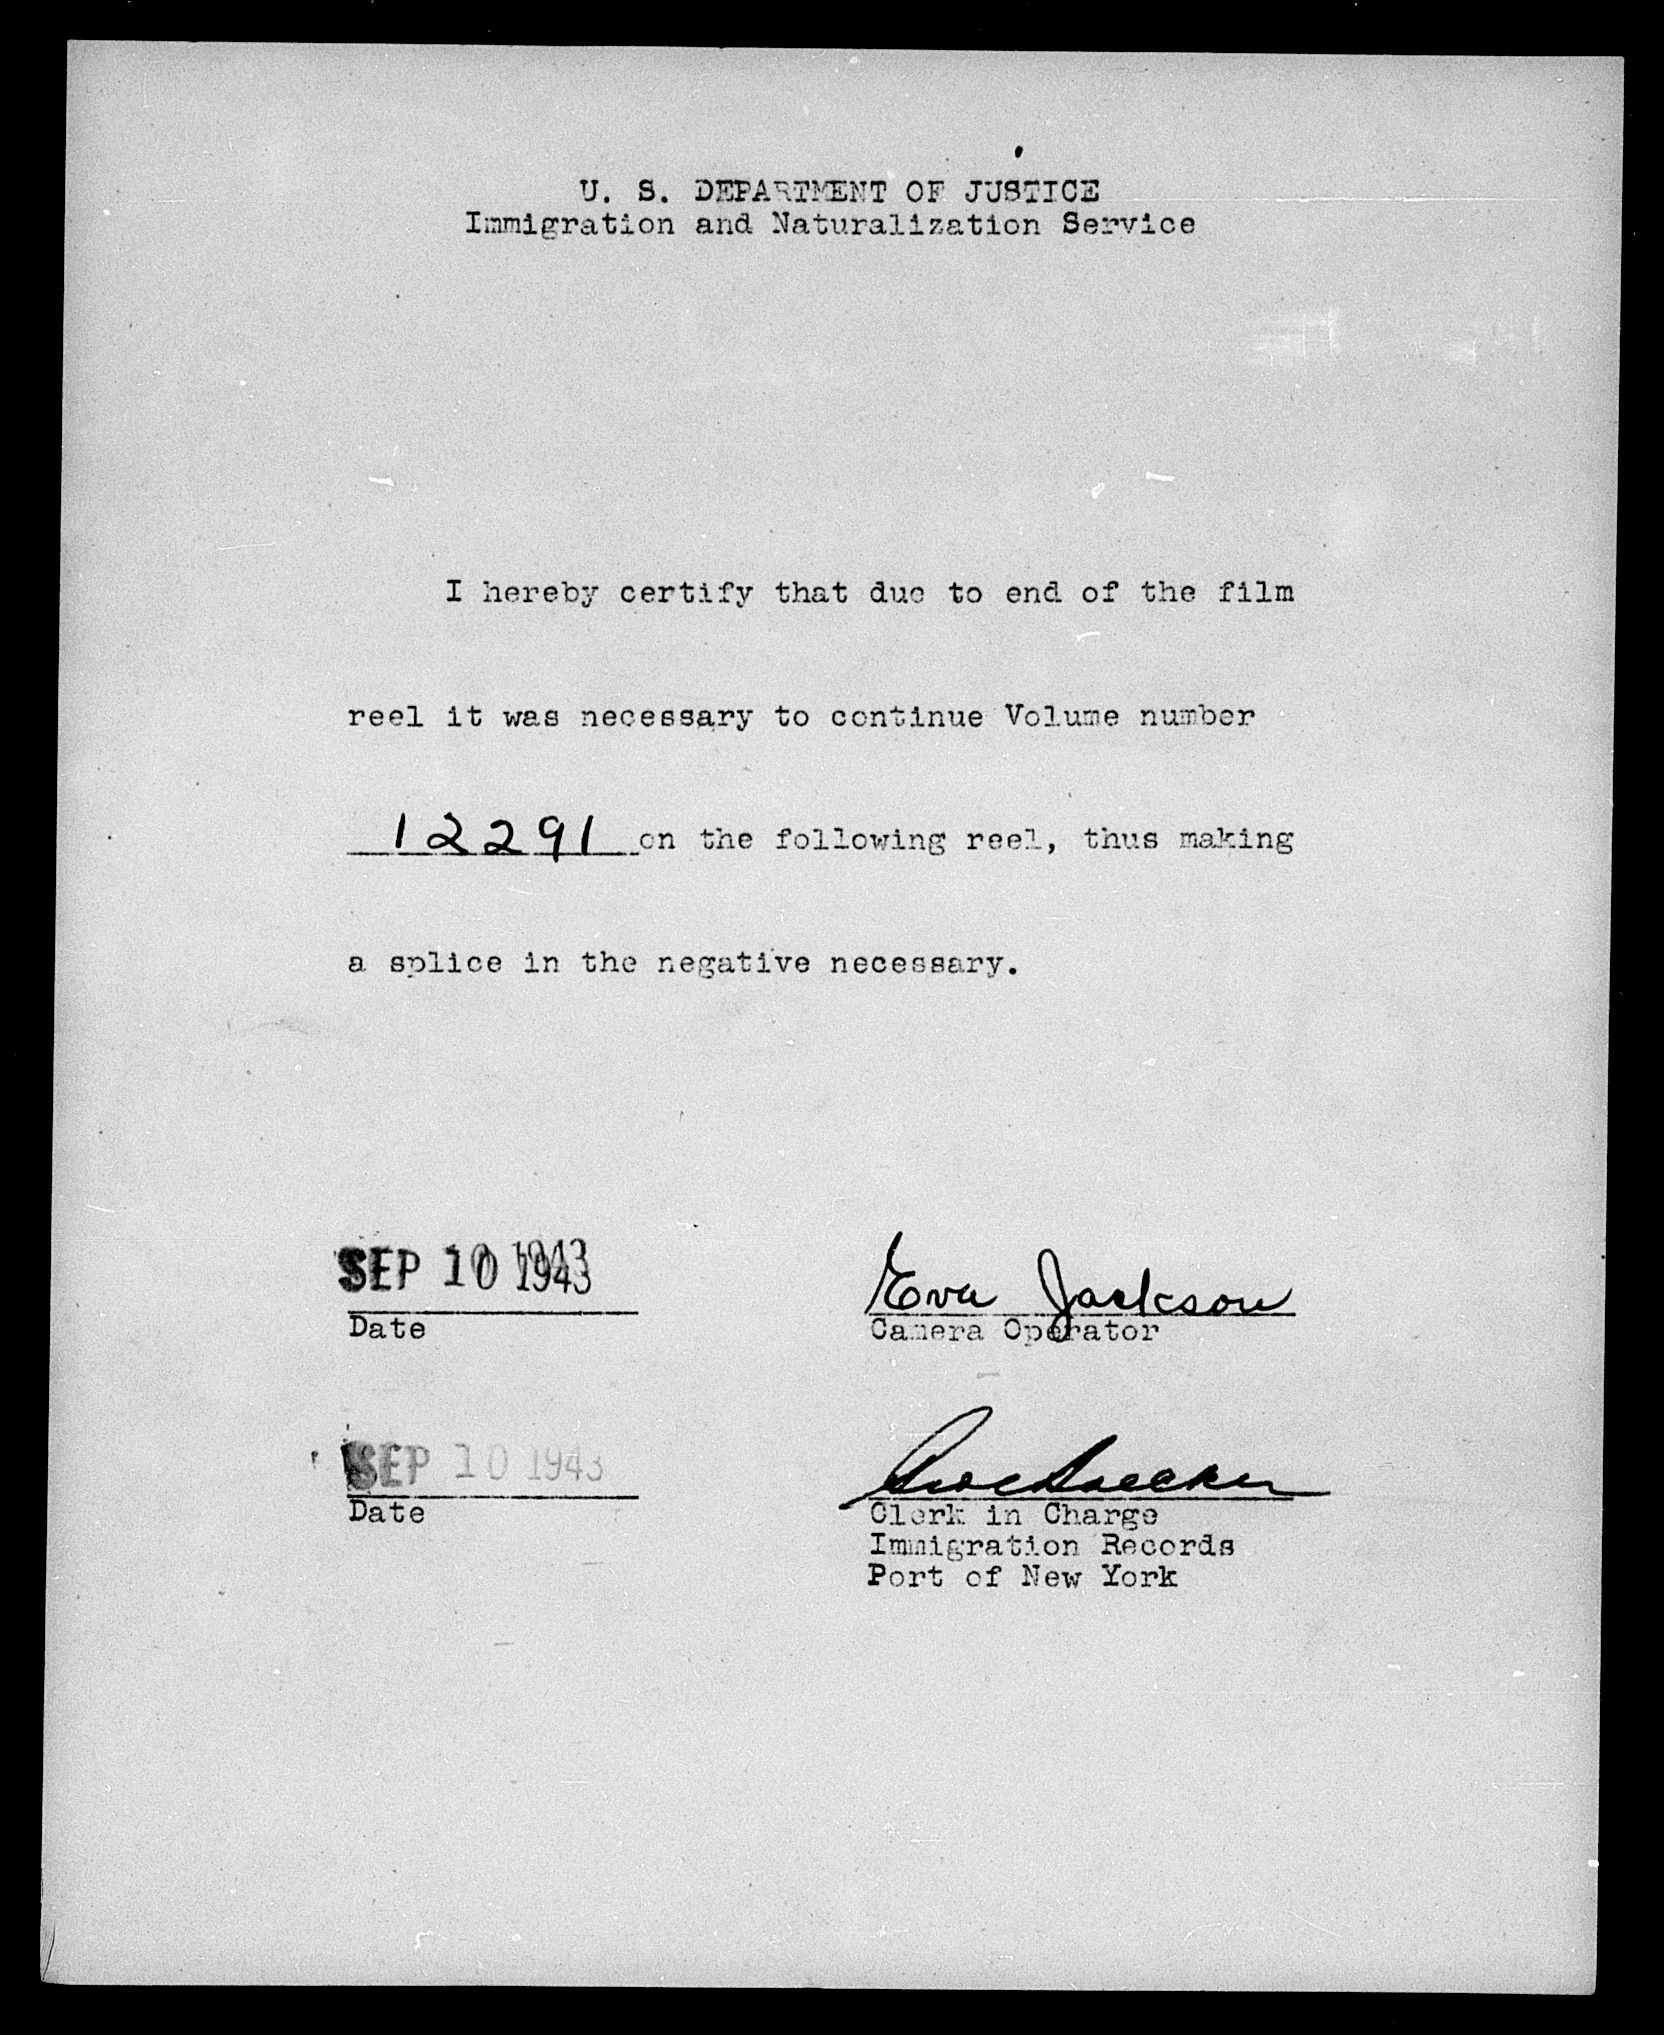 U. S. DEPARTMENT OF JUSTICE
Immigration and Naturalization Service
I hereby certify that due to end of the film
reel it was necessary to continue Volume number
12291 on the following reel, thus making
a splice in the negative necessary.
SEP 10 1943
Eva Jackson
Date
Camera Operator
SEP 10 1943
Date
Clerk in Charge
Immigration Records
Port of New York